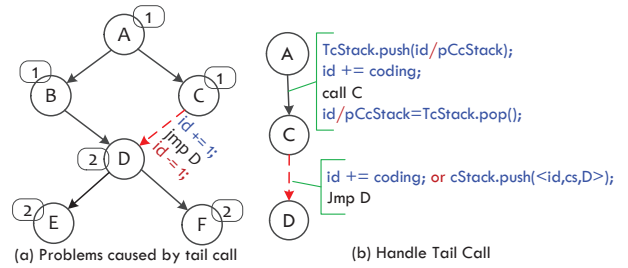 A
1
1
B
C
1
id += 1;
jmp D
id -= 1;
2
D
2
E
F
2
(a) Problems caused by tail call
A
TcStack.push(id/pCcStack);
id += coding;
call C
id/pCcStack=TcStack.pop();
C
id += coding; or cStack.push(<id,cs,D>);
Jmp D
D
(b) Handle Tail Call